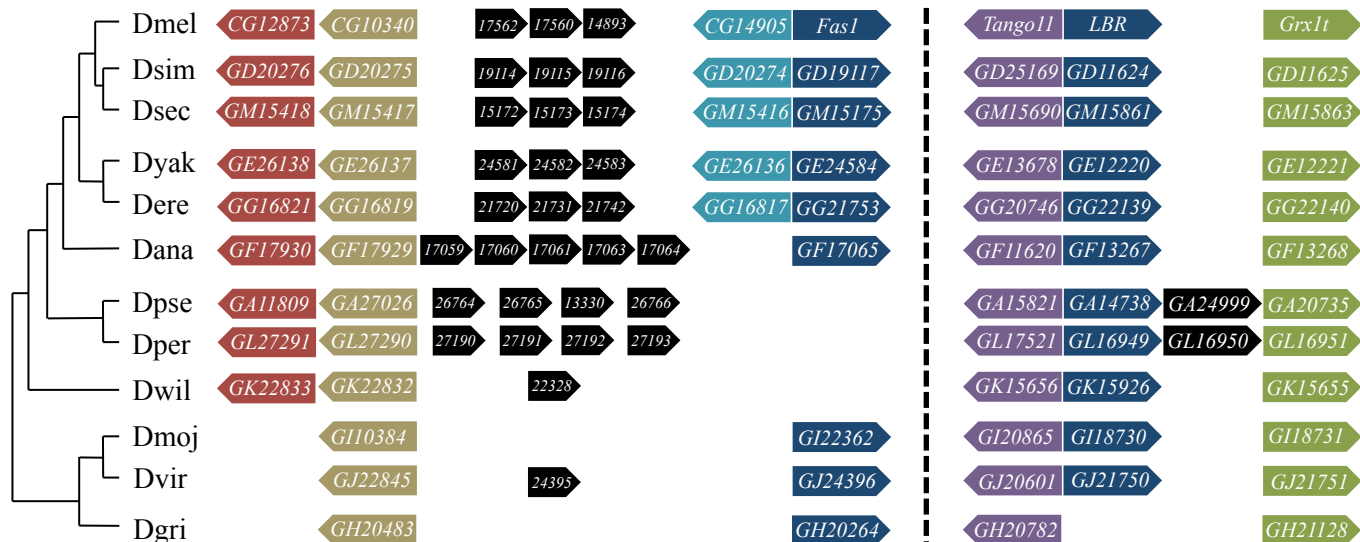 Dmel CG12873 CG10340 17562 17560 14893 CG14905 Fas1 Tango11 LBR Grx1t
Dsim GD20276 GD20275 19114 19115 19116 GD20274 GD19117 GD25169 GD11624 GD11625
Dsec GM15418 GM15417 15172 15173 15174 GM15416 GM15175 GM15690 GM15861 GM15863
Dyak GE26138 GE26137 24581 24582 24583 GE26136 GE24584 GE13678 GE12220 GE12221
Dere GG16821 GG16819 21720 21731 21742 GG16817 GG21753 GG20746 GG22139 GG22140
Dana GF17930 GF17929 17059 17060 17061 17063 17064 GF17065 GF11620 GF13267 GF13268
Dpse GA11809 GA27026 26764 26765 13330 26766 GA15821 GA14738 GA24999 GA20735
Dper GL27291 GL27290 27190 27191 27192 27193 GL17521 GL16949 GL16950 GL16951
Dwil GK22833 GK22832 22328 GK15656 GK15926 GK15655
Dmoj GI10384 GI22362 GI20865 GI18730 GI18731
Dvir GJ22845 24395 GJ24396 GJ20601 GJ21750 GJ21751
Dgri GH20483 GH20264 GH20782 GH21128